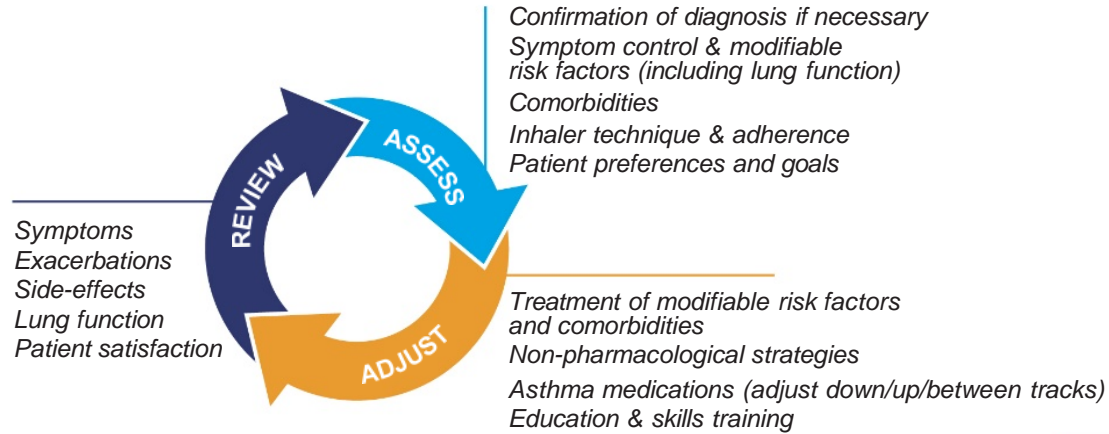 Confirmation of diagnosis if necessary
Symptom control & modifiable
risk factors (including lung function)
Comorbidities
Inhaler technique & adherence
Patient preferences and goals
ASSESS
REVIEW
Symptoms
Exacerbations
Side-effects
Lung function
Patient satisfaction
ADJUST
Treatment of modifiable risk factors
and comorbidities
Non-pharmacological strategies
Asthma medications (adjust down/up/between tracks)
Education & skills training